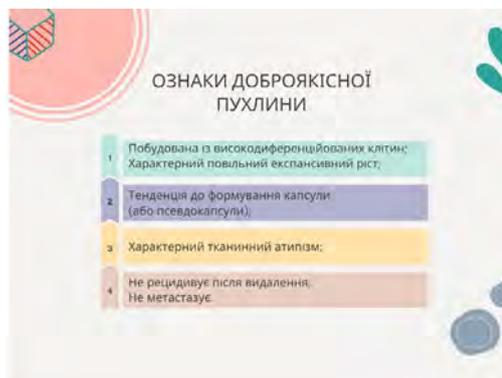 ОЗНАКИ ДОБРОЯКІСНОЇ
ПУХЛИНИ
1
Побудована із високодиференційованих клітин;
Характерний повільний експансивний ріст;
2
Тенденція до формування капсули
(або псевдокапсули);
3
Характерний тканинний атипізм;
4
Не рецидивує після видалення;
Не метастазує